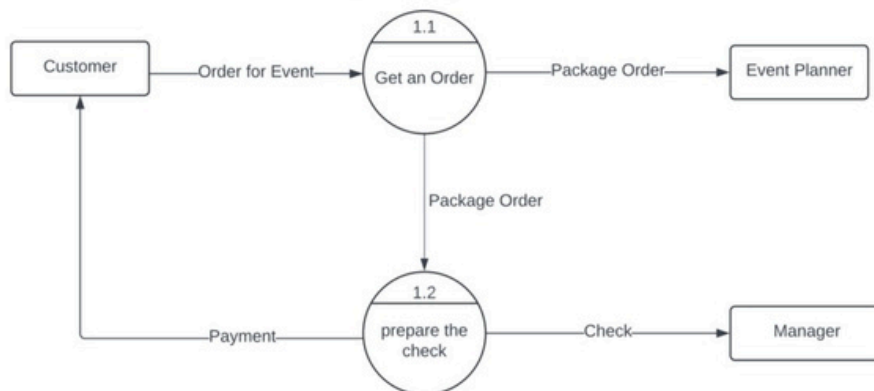 1.1
Customer
Order for Event
Get an Order
Package Order
Event Planner
Package Order
1.2
Payment
prepare the
check
Check
Manager